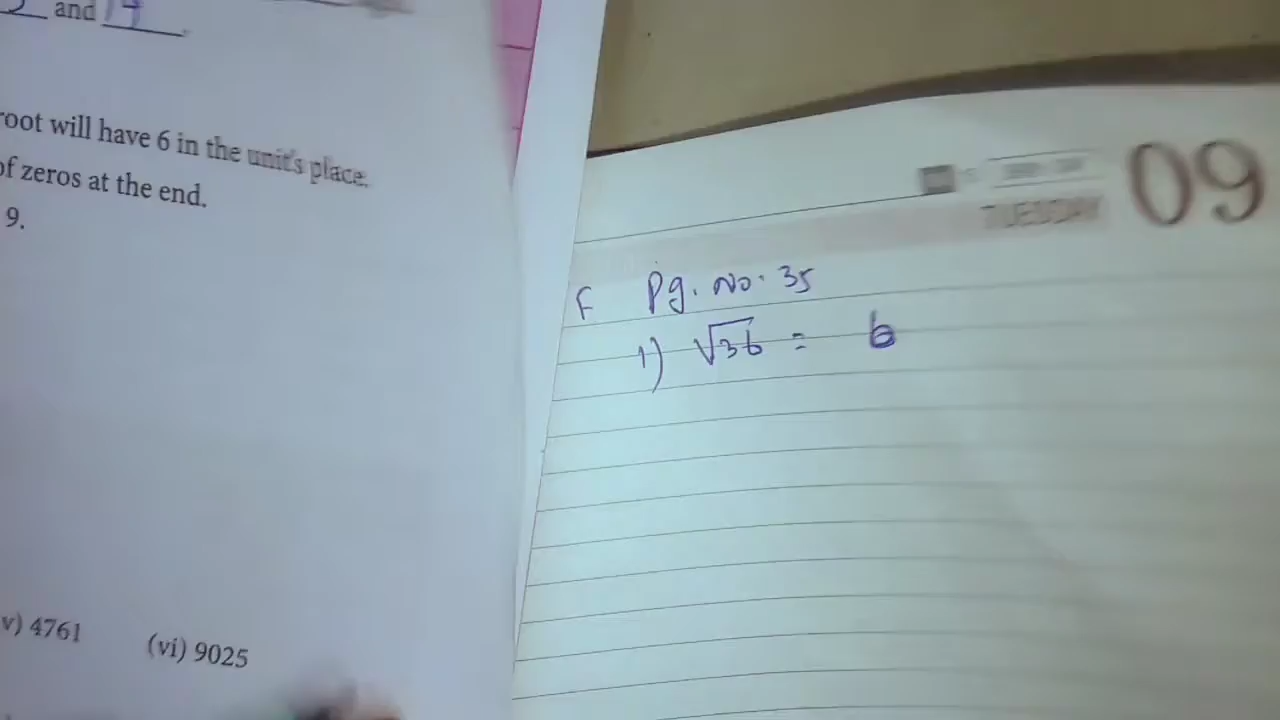 and 17
root will have 6 in the unit's place.
of zeros at the end.
9.
v) 4761 (vi) 9025
TUESDAY 09
F Pg. No. 35
1) √36 = 6